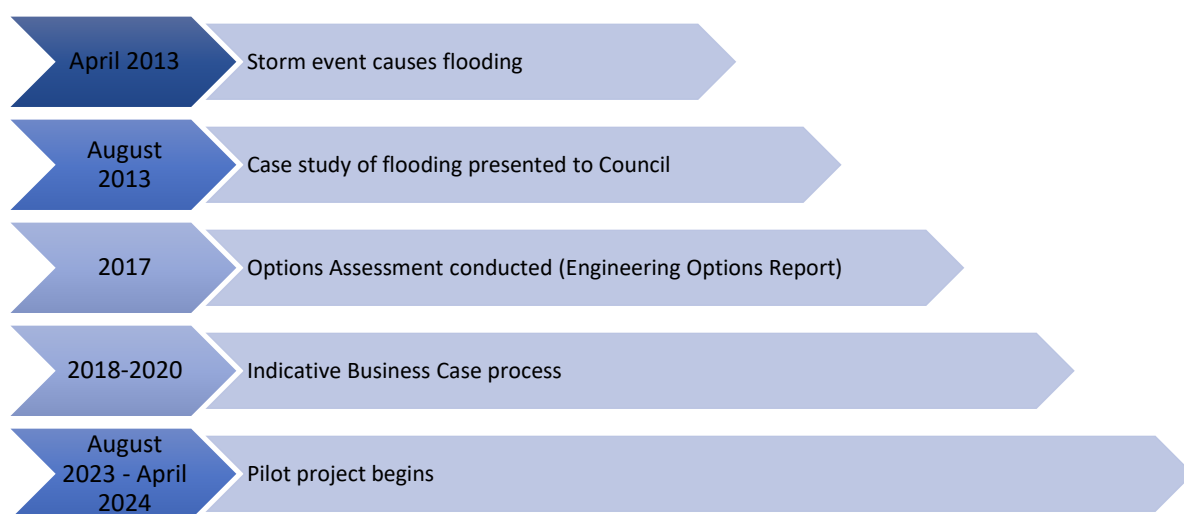 April 2013
Storm event causes flooding
August
2013
Case study of flooding presented to Council
2017
Options Assessment conducted (Engineering Options Report)
2018-2020
Indicative Business Case process
August
2023 - April
2024
Pilot project begins